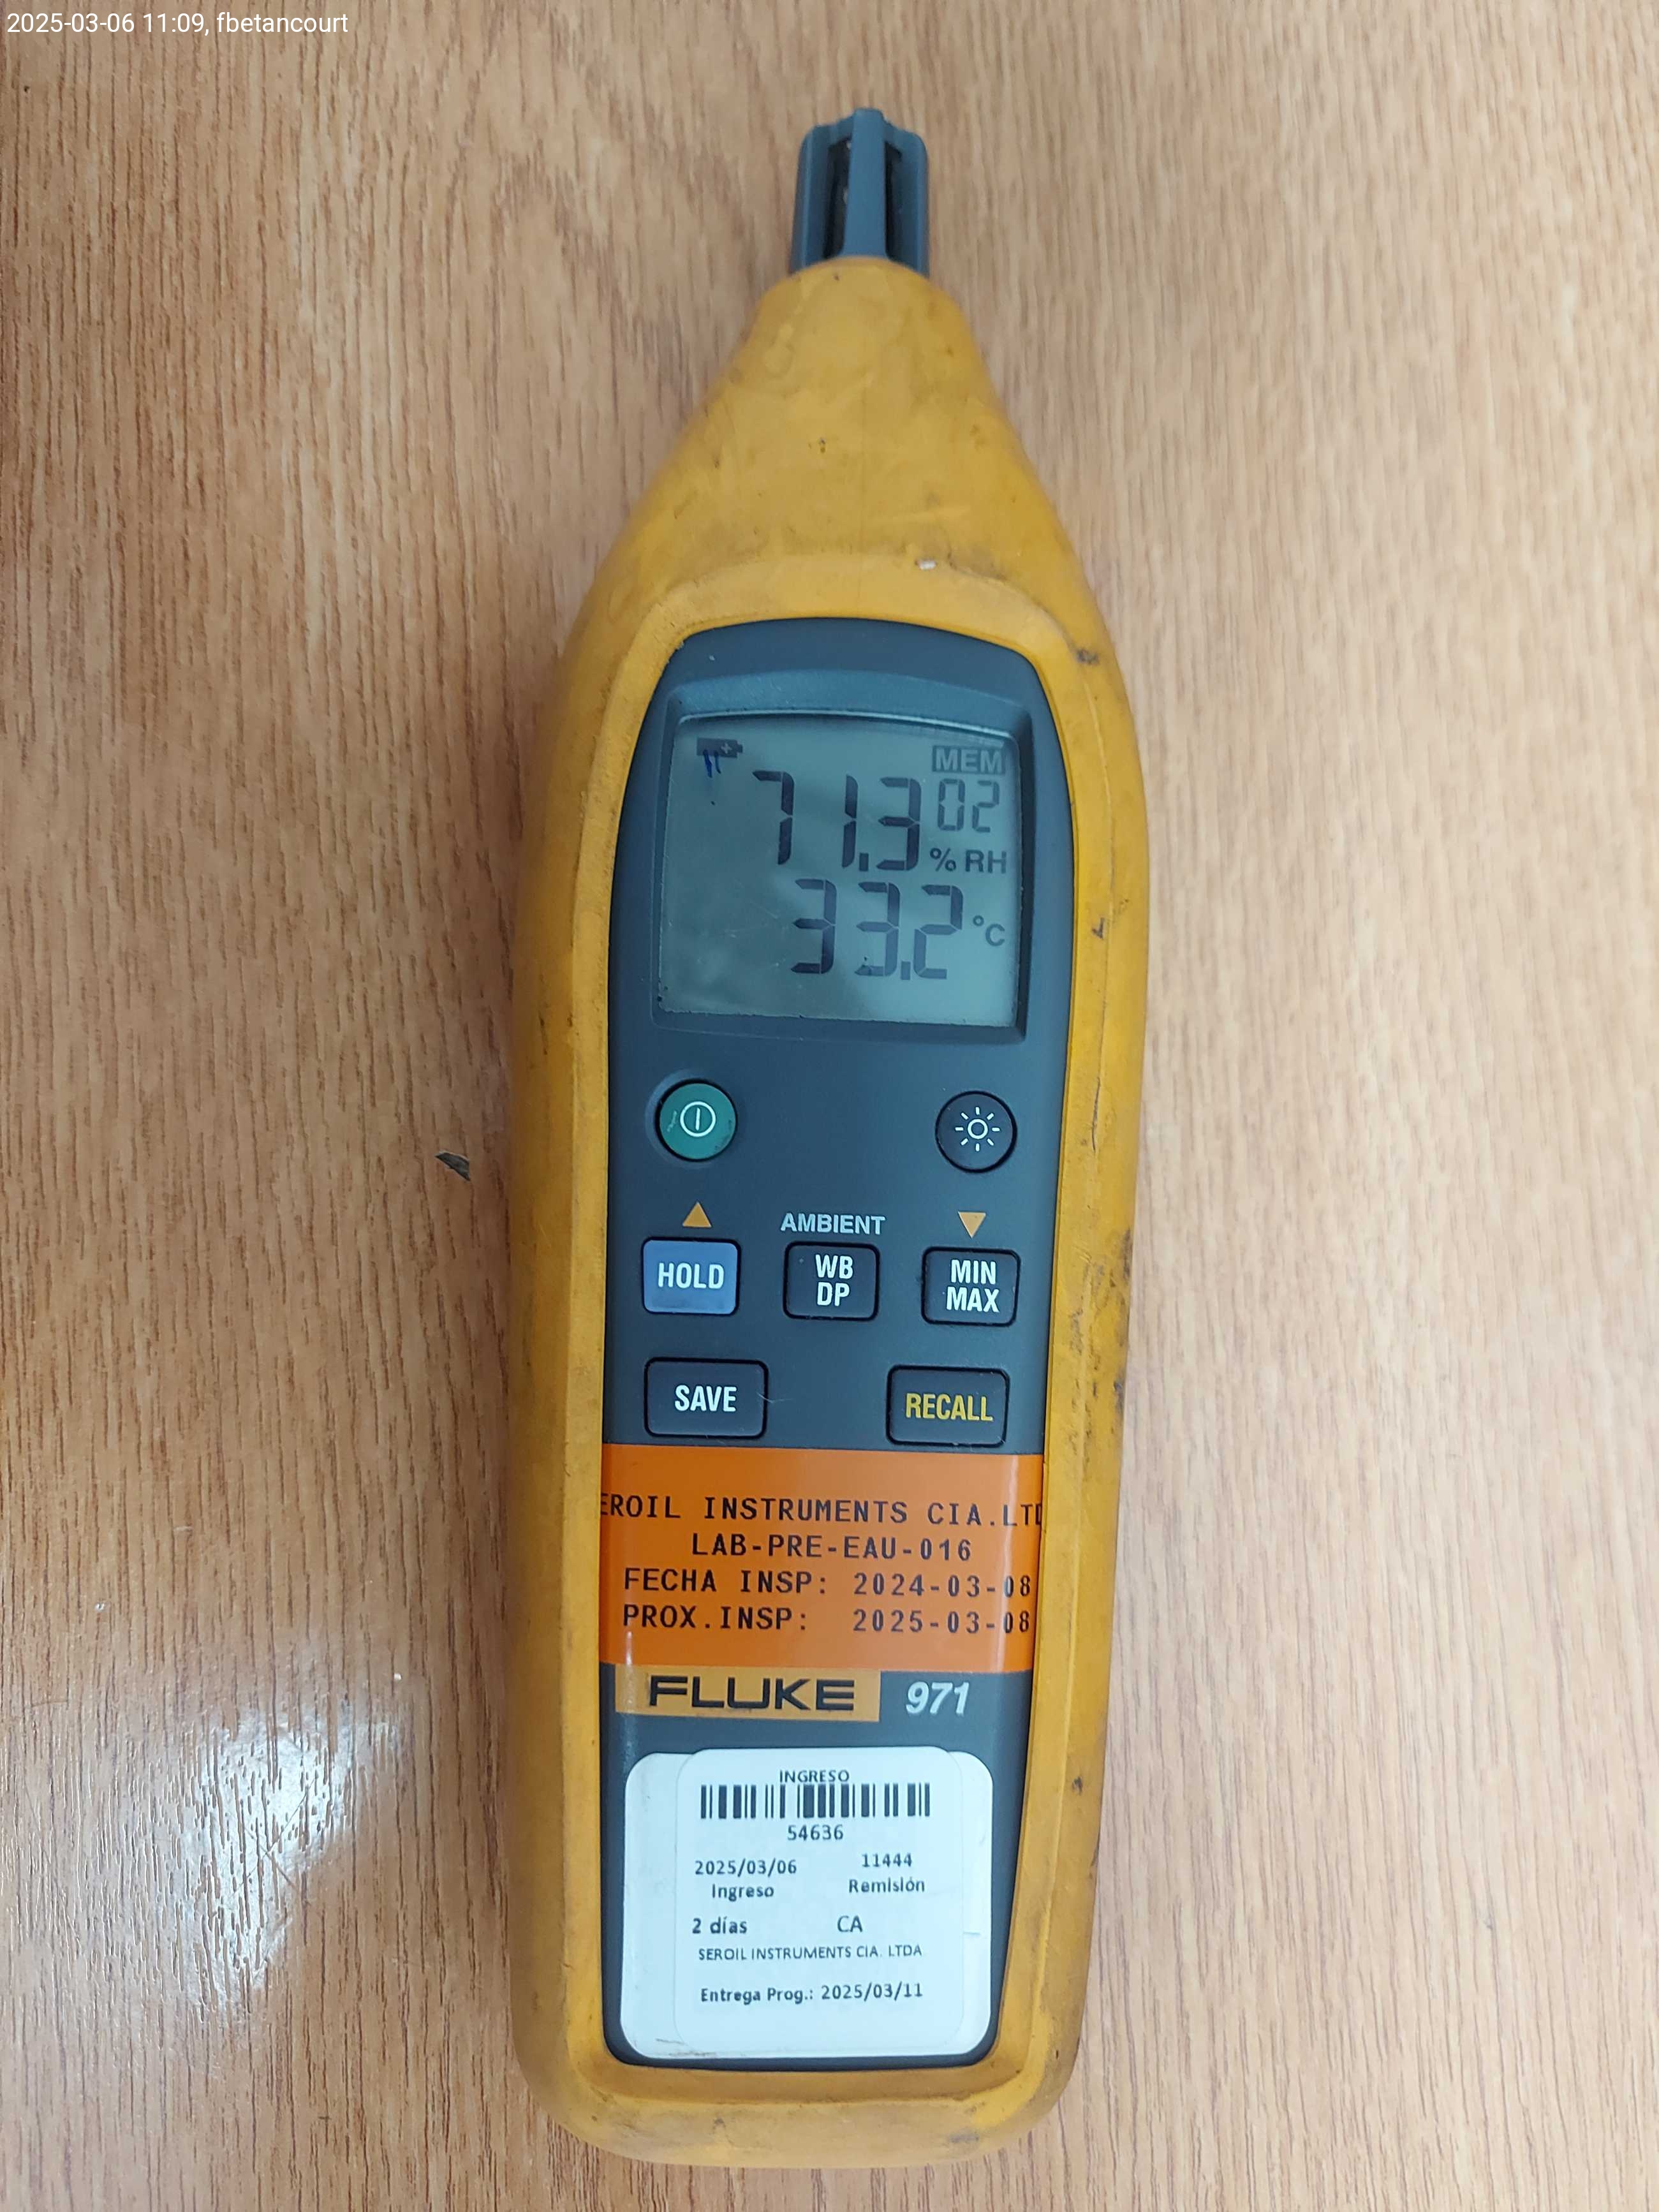 2025-03-06 11:09, fbetancourt
MEM
71.3 02
% RH
33.2 °C
AMBIENT
HOLD
WB
DP
MIN
MAX
SAVE
RECALL
EROIL INSTRUMENTS CIA.LTD
LAB-PRE-EAU-016
FECHA INSP: 2024-03-08
PROX.INSP: 2025-03-08
FLUKE 971
INGRESO
54636
2025/03/06 11444
Ingreso Remisión
2 días CA
SEROIL INSTRUMENTS CIA. LTDA
Entrega Prog.: 2025/03/11